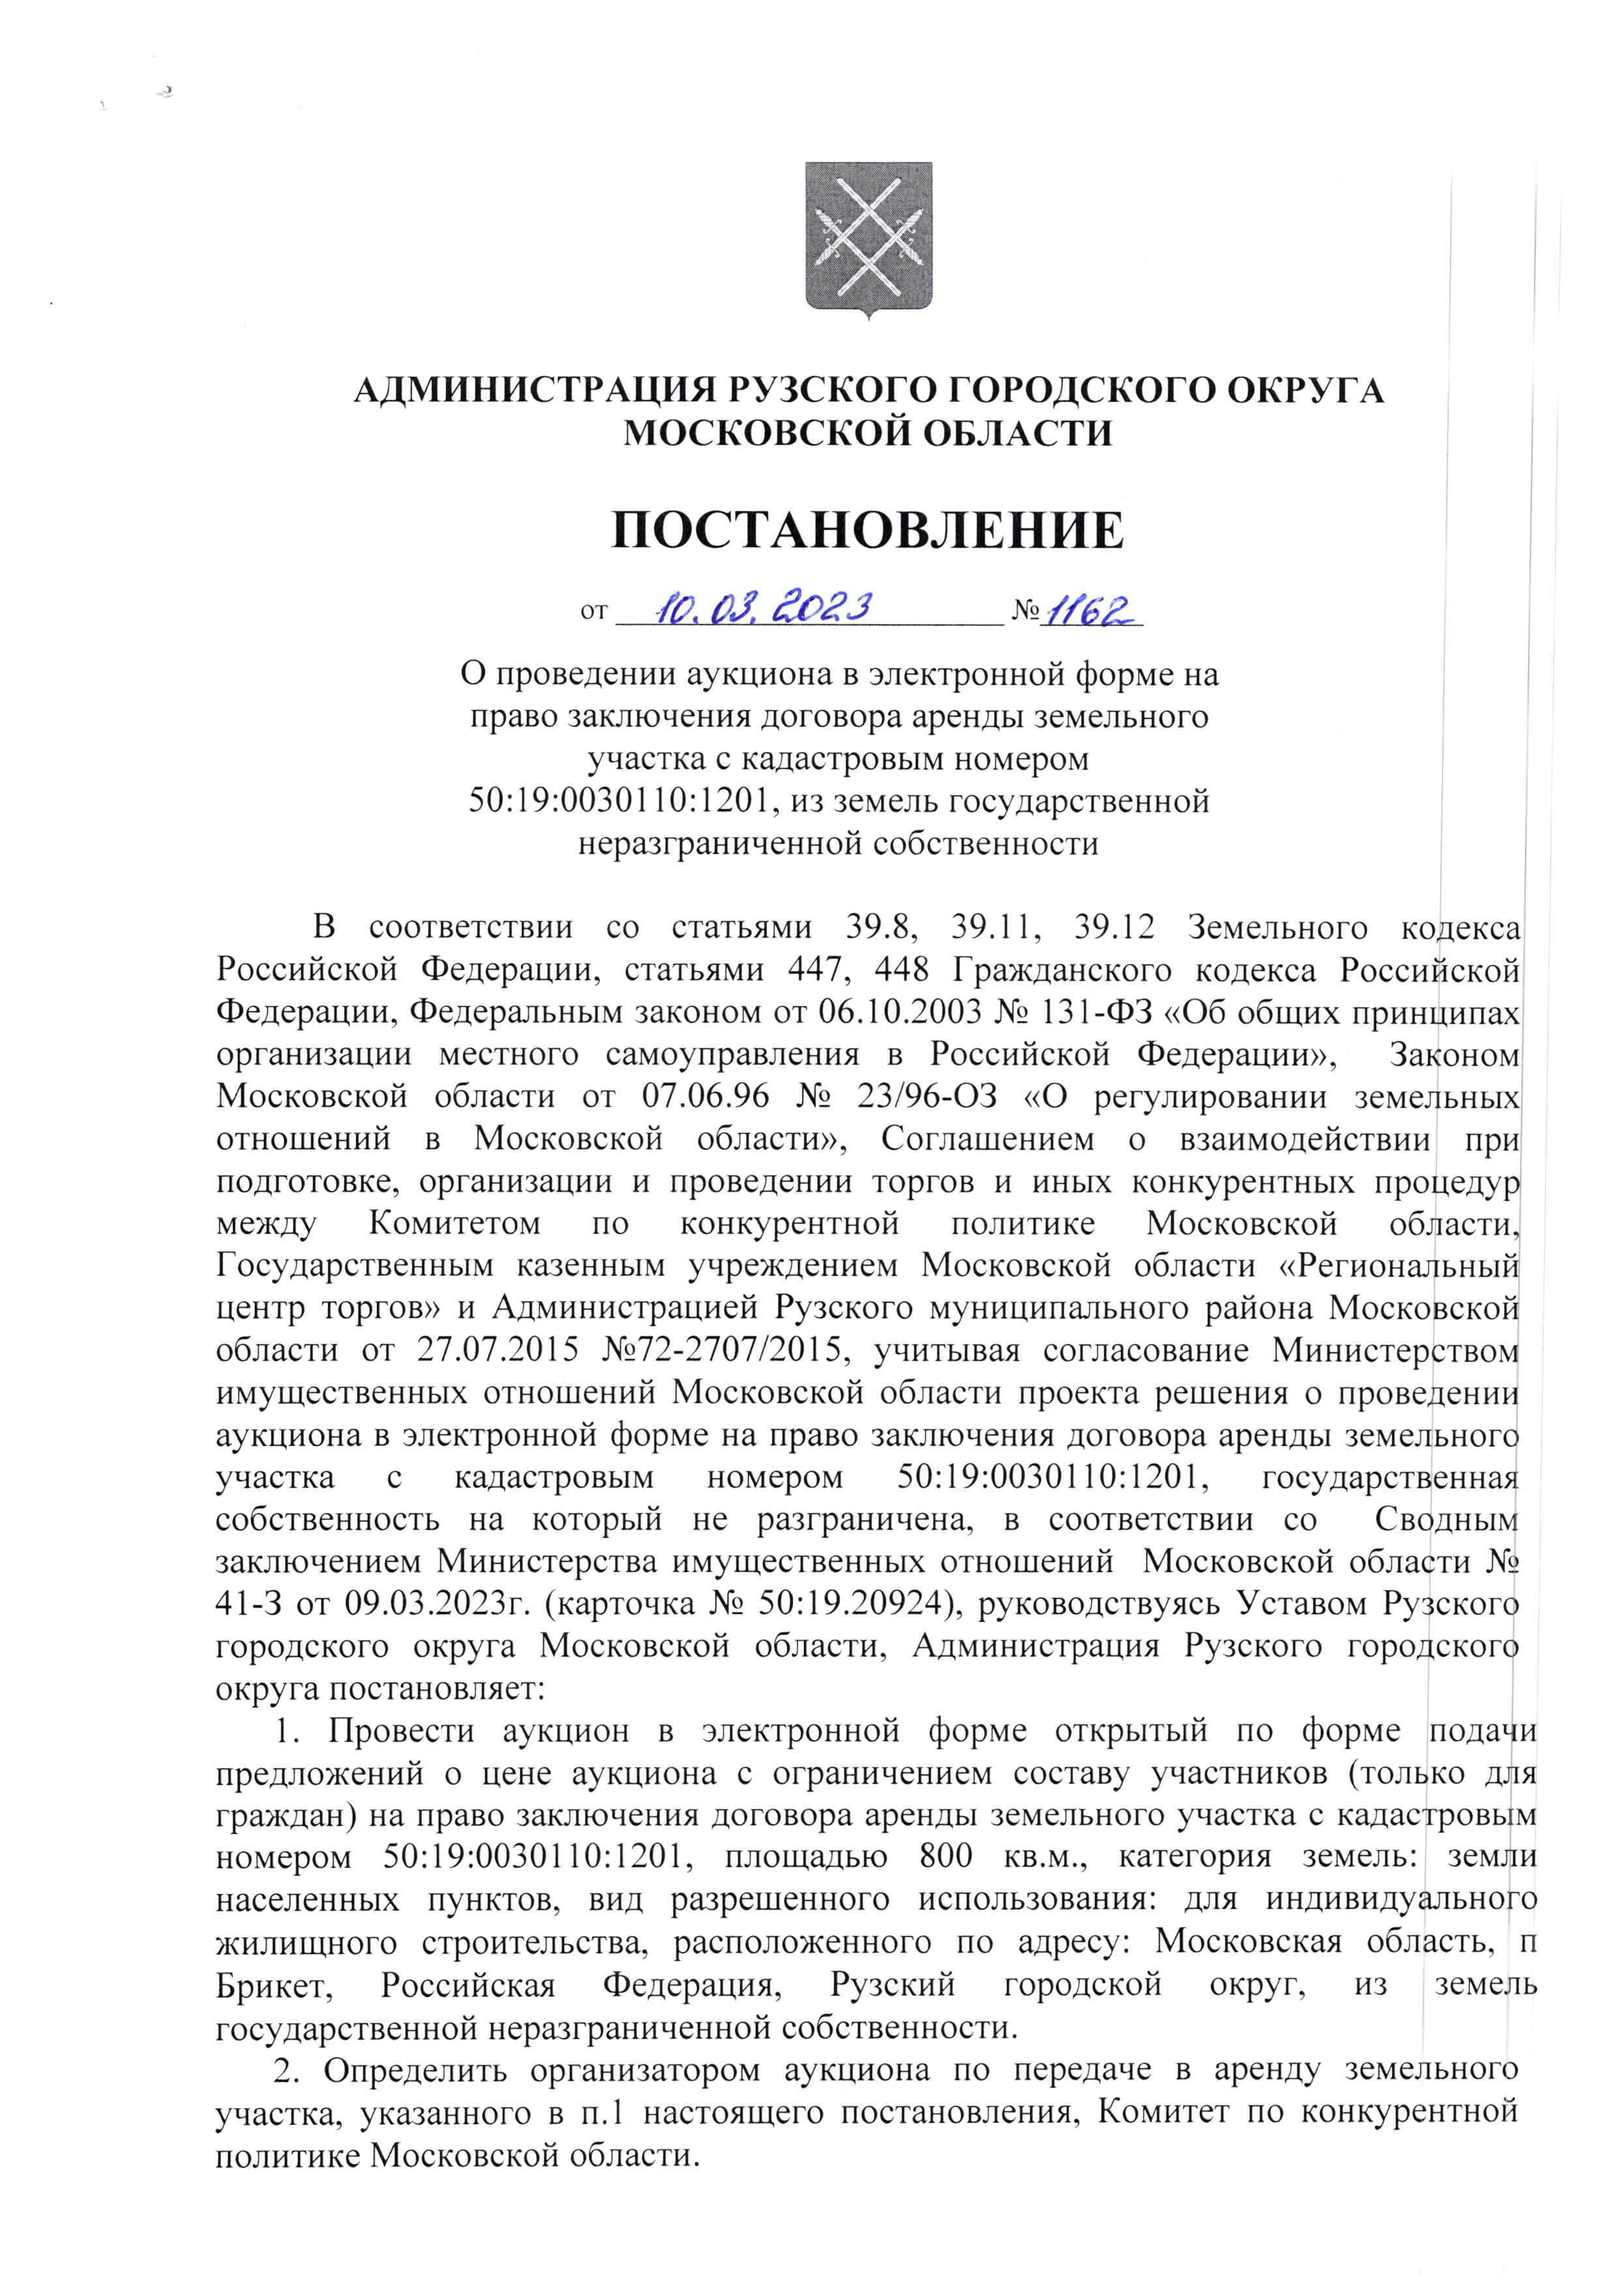 АДМИНИСТРАЦИЯ РУЗСКОГО ГОРОДСКОГО ОКРУГА
МОСКОВСКОЙ ОБЛАСТИ
ПОСТАНОВЛЕНИЕ
от 10.03.2023 № 1162
О проведении аукциона в электронной форме на
право заключения договора аренды земельного
участка с кадастровым номером
50:19:0030110:1201, из земель государственной
неразграниченной собственности
В соответствии со статьями 39.8, 39.11, 39.12 Земельного кодекса
Российской Федерации, статьями 447, 448 Гражданского кодекса Российской
Федерации, Федеральным законом от 06.10.2003 № 131-ФЗ «Об общих принципах
организации местного самоуправления в Российской Федерации», Законом
Московской области от 07.06.96 № 23/96-ОЗ «О регулировании земельных
отношений в Московской области», Соглашением о взаимодействии при
подготовке, организации и проведении торгов и иных конкурентных процедур
между Комитетом по конкурентной политике Московской области,
Государственным казенным учреждением Московской области «Региональный
центр торгов» и Администрацией Рузского муниципального района Московской
области от 27.07.2015 №72-2707/2015, учитывая согласование Министерством
имущественных отношений Московской области проекта решения о проведении
аукциона в электронной форме на право заключения договора аренды земельного
участка с кадастровым номером 50:19:0030110:1201, государственная
собственность на который не разграничена, в соответствии со Сводным
заключением Министерства имущественных отношений Московской области №
41-З от 09.03.2023г. (карточка № 50:19.20924), руководствуясь Уставом Рузского
городского округа Московской области, Администрация Рузского городского
округа постановляет:
1. Провести аукцион в электронной форме открытый по форме подачи
предложений о цене аукциона с ограничением составу участников (только для
граждан) на право заключения договора аренды земельного участка с кадастровым
номером 50:19:0030110:1201, площадью 800 кв.м., категория земель: земли
населенных пунктов, вид разрешенного использования: для индивидуального
жилищного строительства, расположенного по адресу: Московская область, п
Брикет, Российская Федерация, Рузский городской округ, из земель
государственной неразграниченной собственности.
2. Определить организатором аукциона по передаче в аренду земельного
участка, указанного в п.1 настоящего постановления, Комитет по конкурентной
политике Московской области.